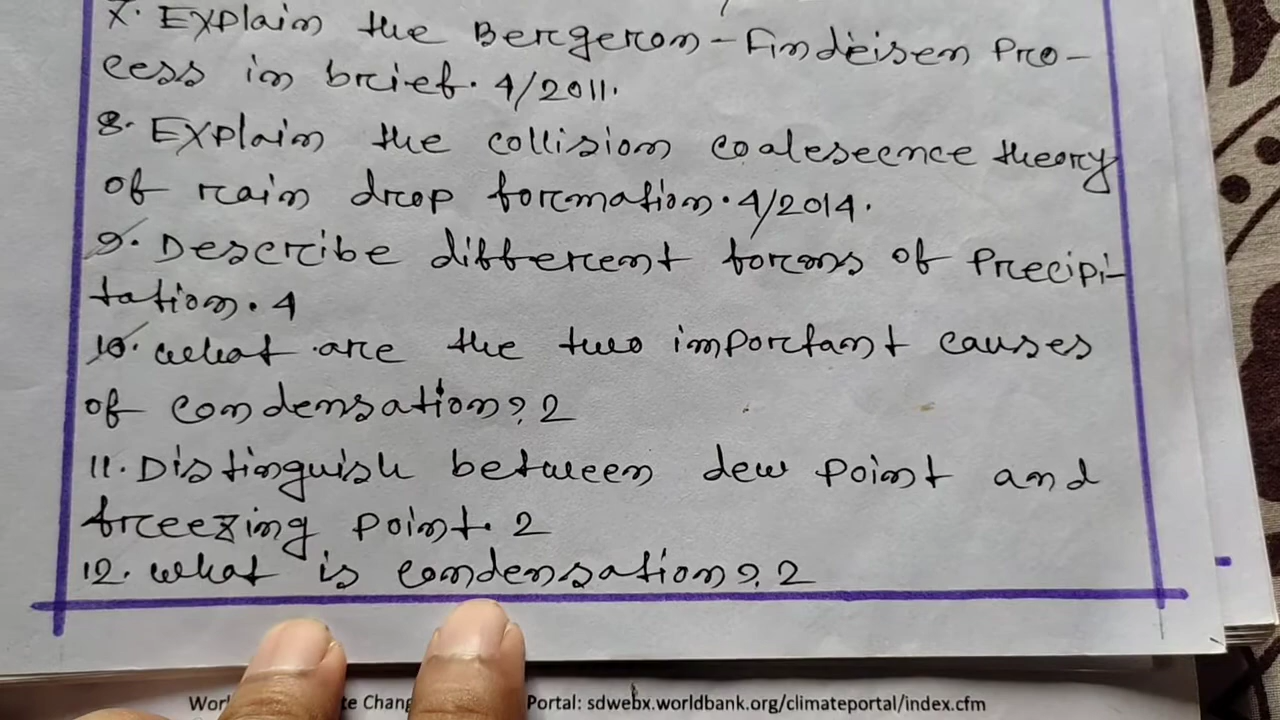 7. Explain the Bergeron-Findeisen Pro-
cess in brief. 4/2011.
8. Explain the collision coalescence theory
of rain drop formation. 4/2014.
9. Describe different forms of Precipi-
tation. 4
10. What are the two important causes
of condensation? 2
11. Distinguish between dew point and
freezing point. 2
12. What is condensation? 2
Portal: sdwebx.worldbank.org/climateportal/index.cfm